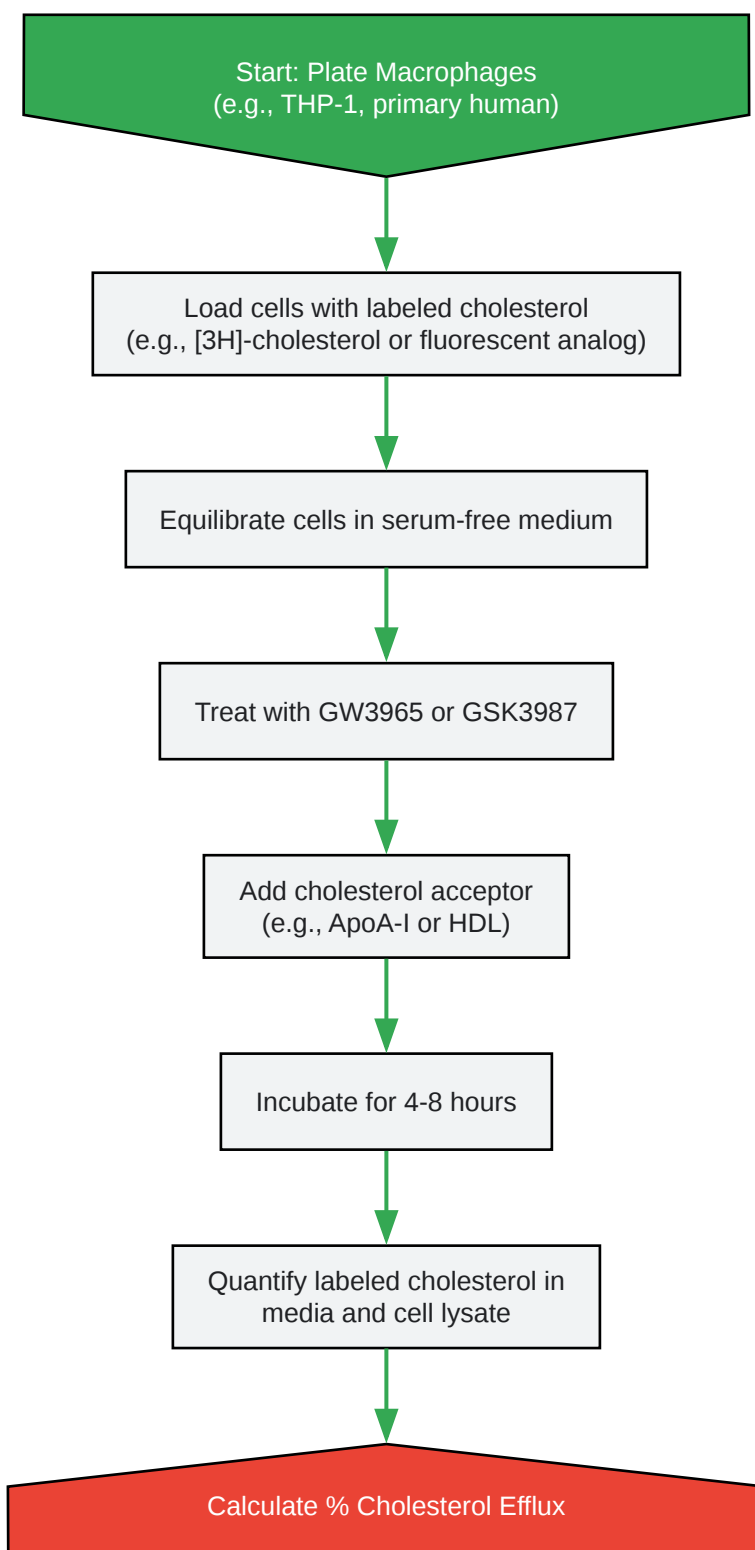 Start: Plate Macrophages
(e.g., THP-1, primary human)
Load cells with labeled cholesterol
(e.g., [3H]-cholesterol or fluorescent analog)
Equilibrate cells in serum-free medium
Treat with GW3965 or GSK3987
Add cholesterol acceptor
(e.g., ApoA-I or HDL)
Incubate for 4-8 hours
Quantify labeled cholesterol in
media and cell lysate
Calculate % Cholesterol Efflux